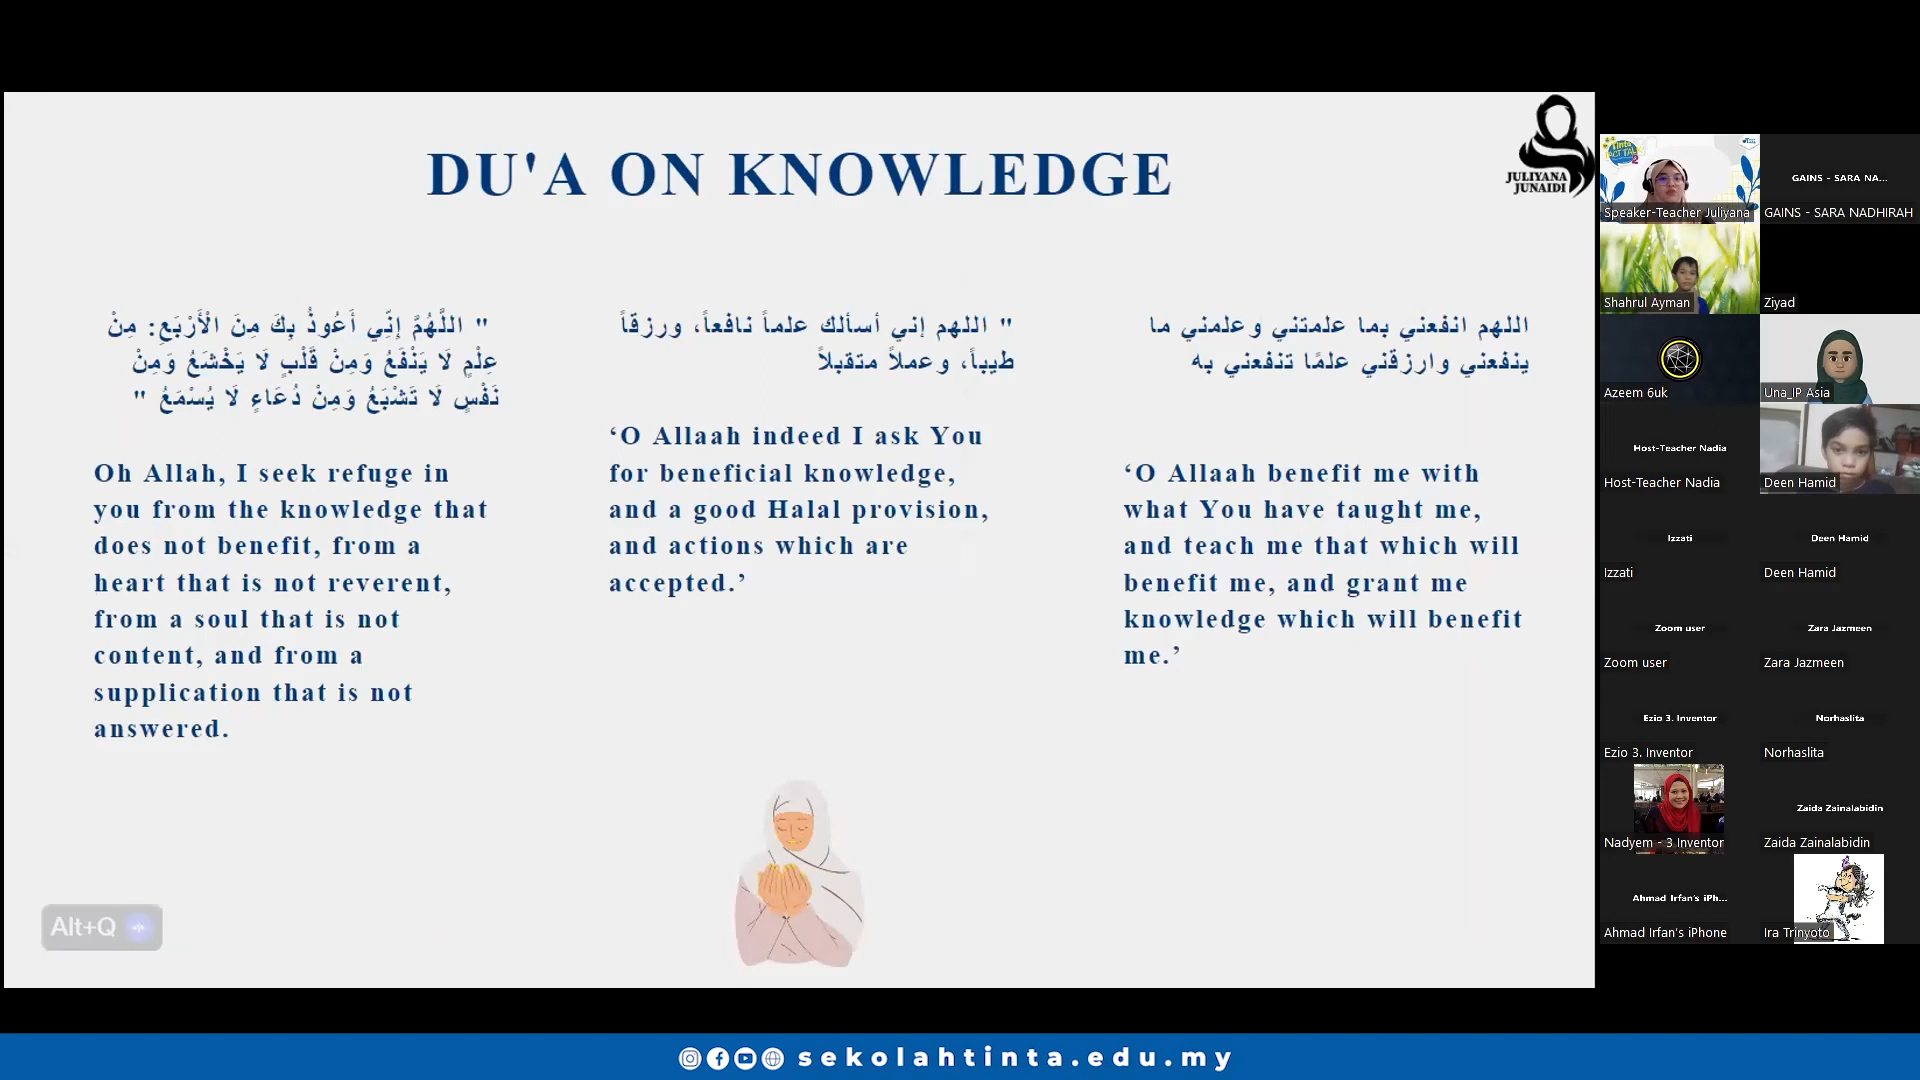 DU'A ON KNOWLEDGE
JULIYANA
JUNAIDI
" اللَّهُمَّ إِنِّي أَعُوذُ بِكَ مِنَ الْأَرْبَعِ: مِنْ
عِلْمٍ لَا يَنْفَعُ وَمِنْ قَلْبٍ لَا يَخْشَعُ وَمِنْ
نَفْسٍ لَا تَشْبَعُ وَمِنْ دُعَاءٍ لَا يُسْمَعُ "
Oh Allah, I seek refuge in
you from the knowledge that
does not benefit, from a
heart that is not reverent,
from a soul that is not
content, and from a
supplication that is not
answered.
" اللهم إني أسألك علماً نافعاً، ورزقاً
طيباً، وعملاً متقبلاً
‘O Allaah indeed I ask You
for beneficial knowledge,
and a good Halal provision,
and actions which are
accepted.’
اللهم انفعني بما علمتني وعلمني ما
ينفعني وارزقني علمًا تنفعني به
‘O Allaah benefit me with
what You have taught me,
and teach me that which will
benefit me, and grant me
knowledge which will benefit
me.’
Alt+Q
Speaker-Teacher Juliyana
GAINS - SARA NA...
GAINS - SARA NADHIRAH
Shahrul Ayman
Ziyad
Azeem 6uk
Una_IP Asia
Host-Teacher Nadia
Host-Teacher Nadia
Deen Hamid
Izzati
Izzati
Deen Hamid
Deen Hamid
Zoom user
Zoom user
Zara Jazmeen
Zara Jazmeen
Ezio 3. Inventor
Ezio 3. Inventor
Norhaslita
Norhaslita
Nadyem - 3 Inventor
Zaida Zainalabidin
Zaida Zainalabidin
Ahmad Irfan's iPh...
Ahmad Irfan's iPhone
Ira Trinyoto
sekolahtinta.edu.my